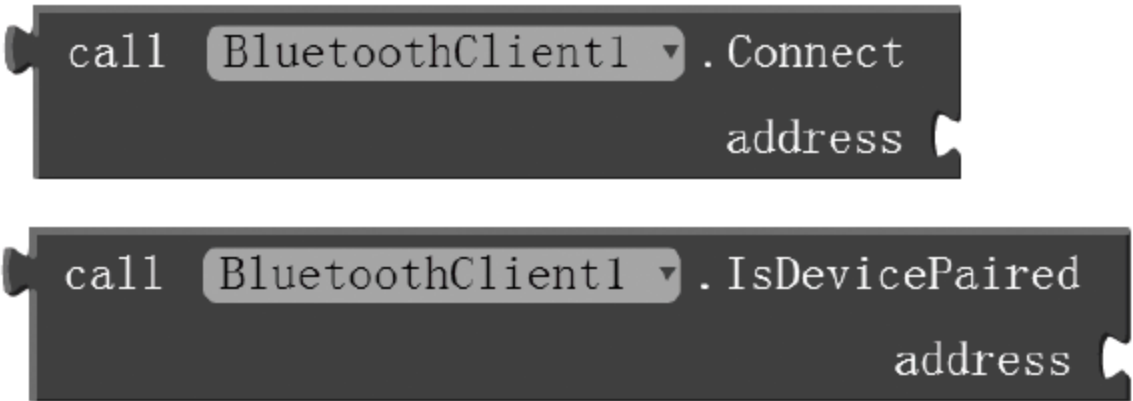 call BluetoothClient1 .Connect
address
call BluetoothClient1 .IsDevicePaired
address